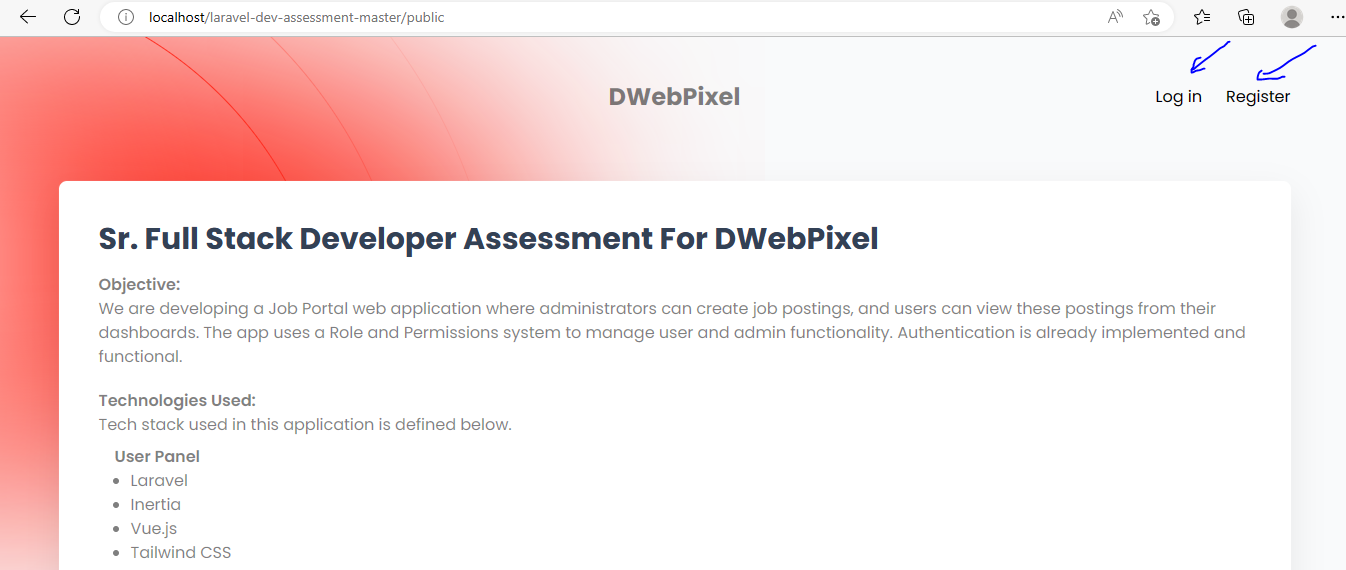 localhost/laravel-dev-assessment-master/public
DWebPixel
Log in Register
Sr. Full Stack Developer Assessment For DWebPixel
Objective:
We are developing a Job Portal web application where administrators can create job postings, and users can view these postings from their
dashboards. The app uses a Role and Permissions system to manage user and admin functionality. Authentication is already implemented and
functional.
Technologies Used:
Tech stack used in this application is defined below.
User Panel
Laravel
Inertia
Vue.js
Tailwind CSS